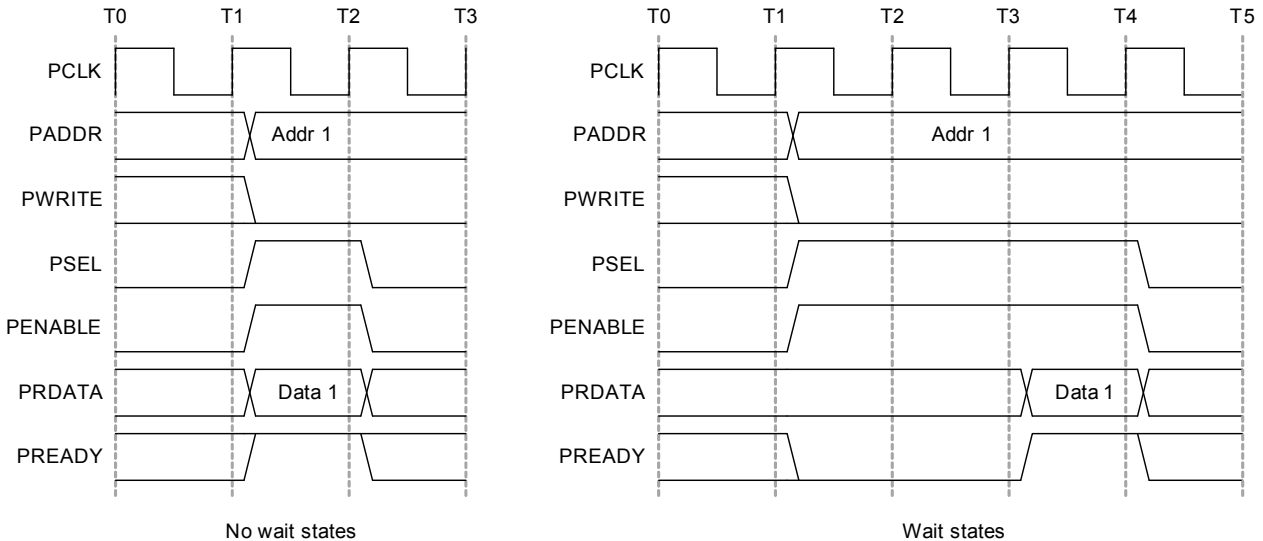 T0 T1 T2 T3
PCLK
PADDR Addr 1
PWRITE
PSEL
PENABLE
PRDATA Data 1
PREADY
No wait states
T0 T1 T2 T3 T4 T5
PCLK
PADDR Addr 1
PWRITE
PSEL
PENABLE
PRDATA Data 1
PREADY
Wait states